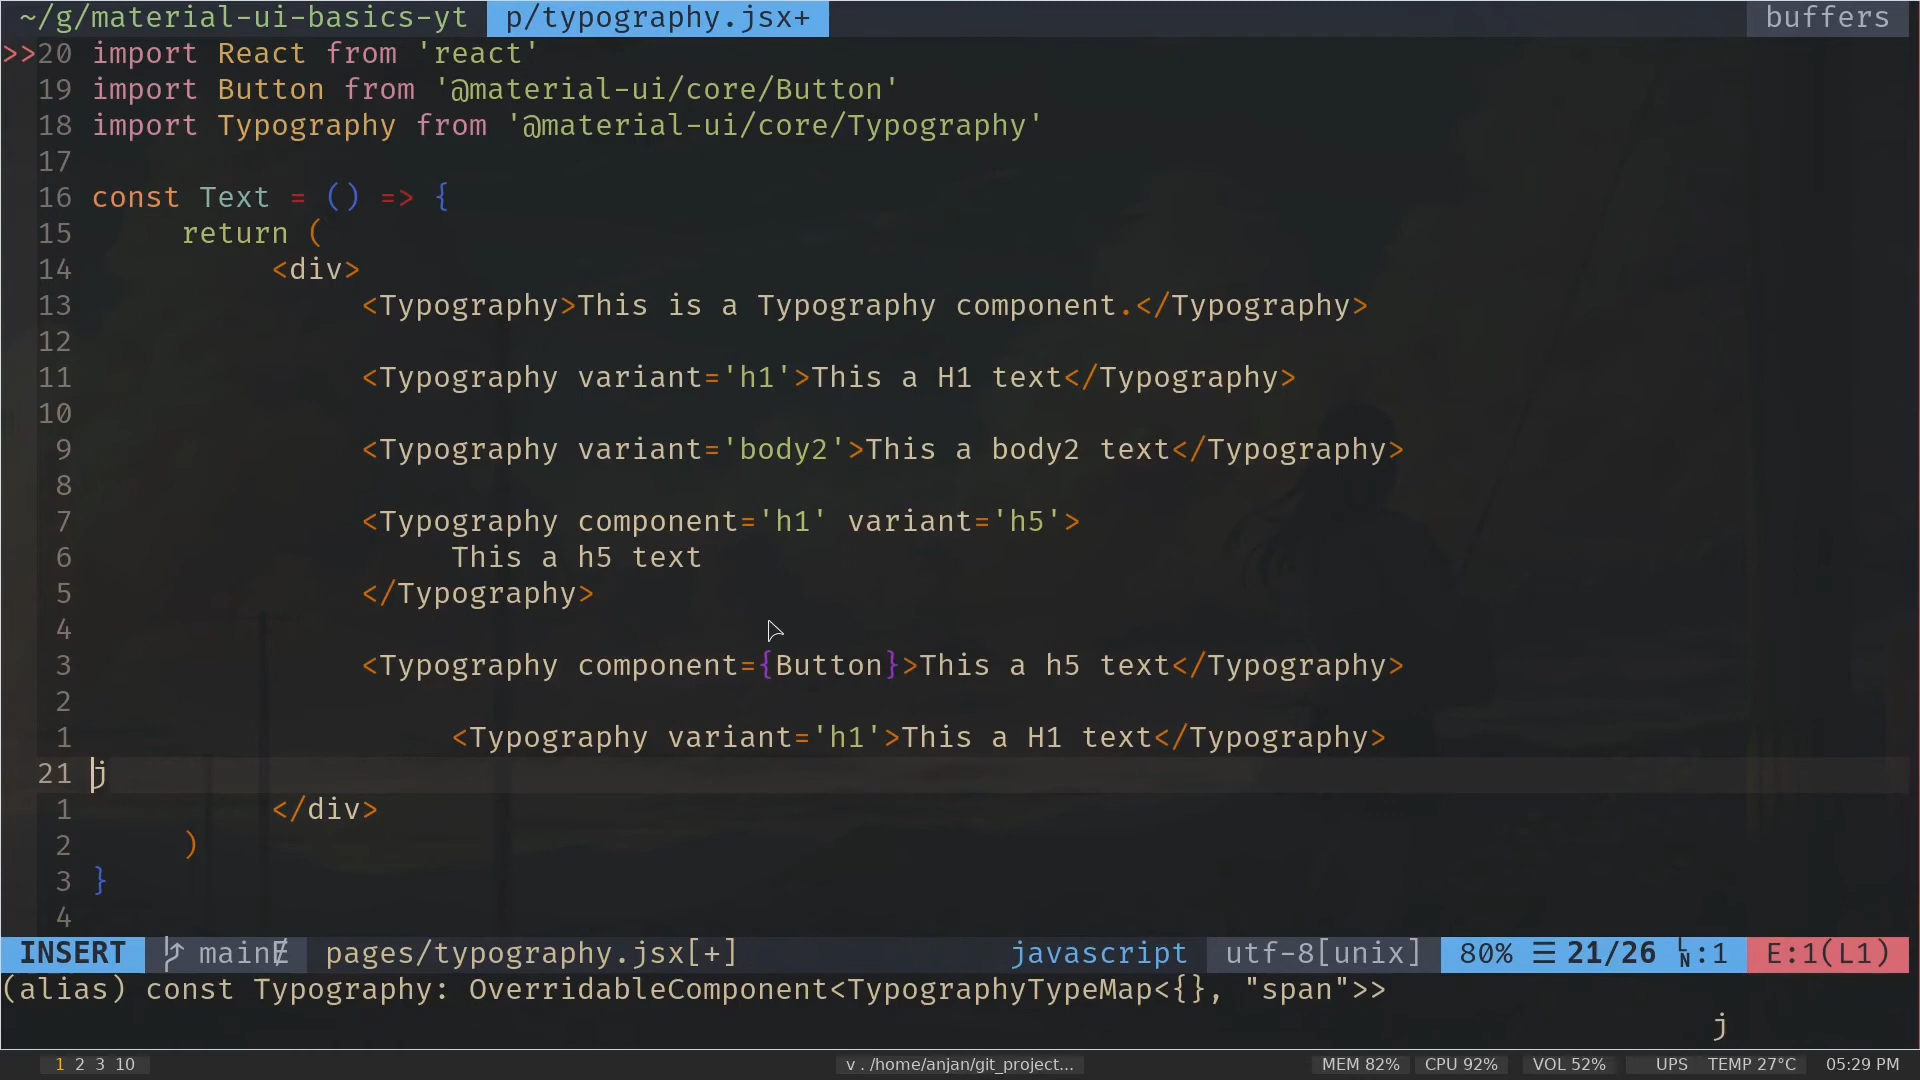 ~/g/material-ui-basics-yt p/typography.jsx+ buffers
>>20 import React from 'react'
19 import Button from '@material-ui/core/Button'
18 import Typography from '@material-ui/core/Typography'
17
16 const Text = () => {
15 return (
14 <div>
13 <Typography>This is a Typography component.</Typography>
12
11 <Typography variant='h1'>This a H1 text</Typography>
10
9 <Typography variant='body2'>This a body2 text</Typography>
8
7 <Typography component='h1' variant='h5'>
6 This a h5 text
5 </Typography>
4
3 <Typography component={Button}>This a h5 text</Typography>
2
1 <Typography variant='h1'>This a H1 text</Typography>
21 j
1 </div>
2 )
3 }
4
INSERT main pages/typography.jsx[+] javascript utf-8[unix] 80% ☰ 21/26 LN:1 E:1(L1)
(alias) const Typography: OverridableComponent<TypographyTypeMap<{}, "span">>
j
1 2 3 10 v . /home/anjan/git_project... MEM 82% CPU 92% VOL 52% UPS TEMP 27°C 05:29 PM